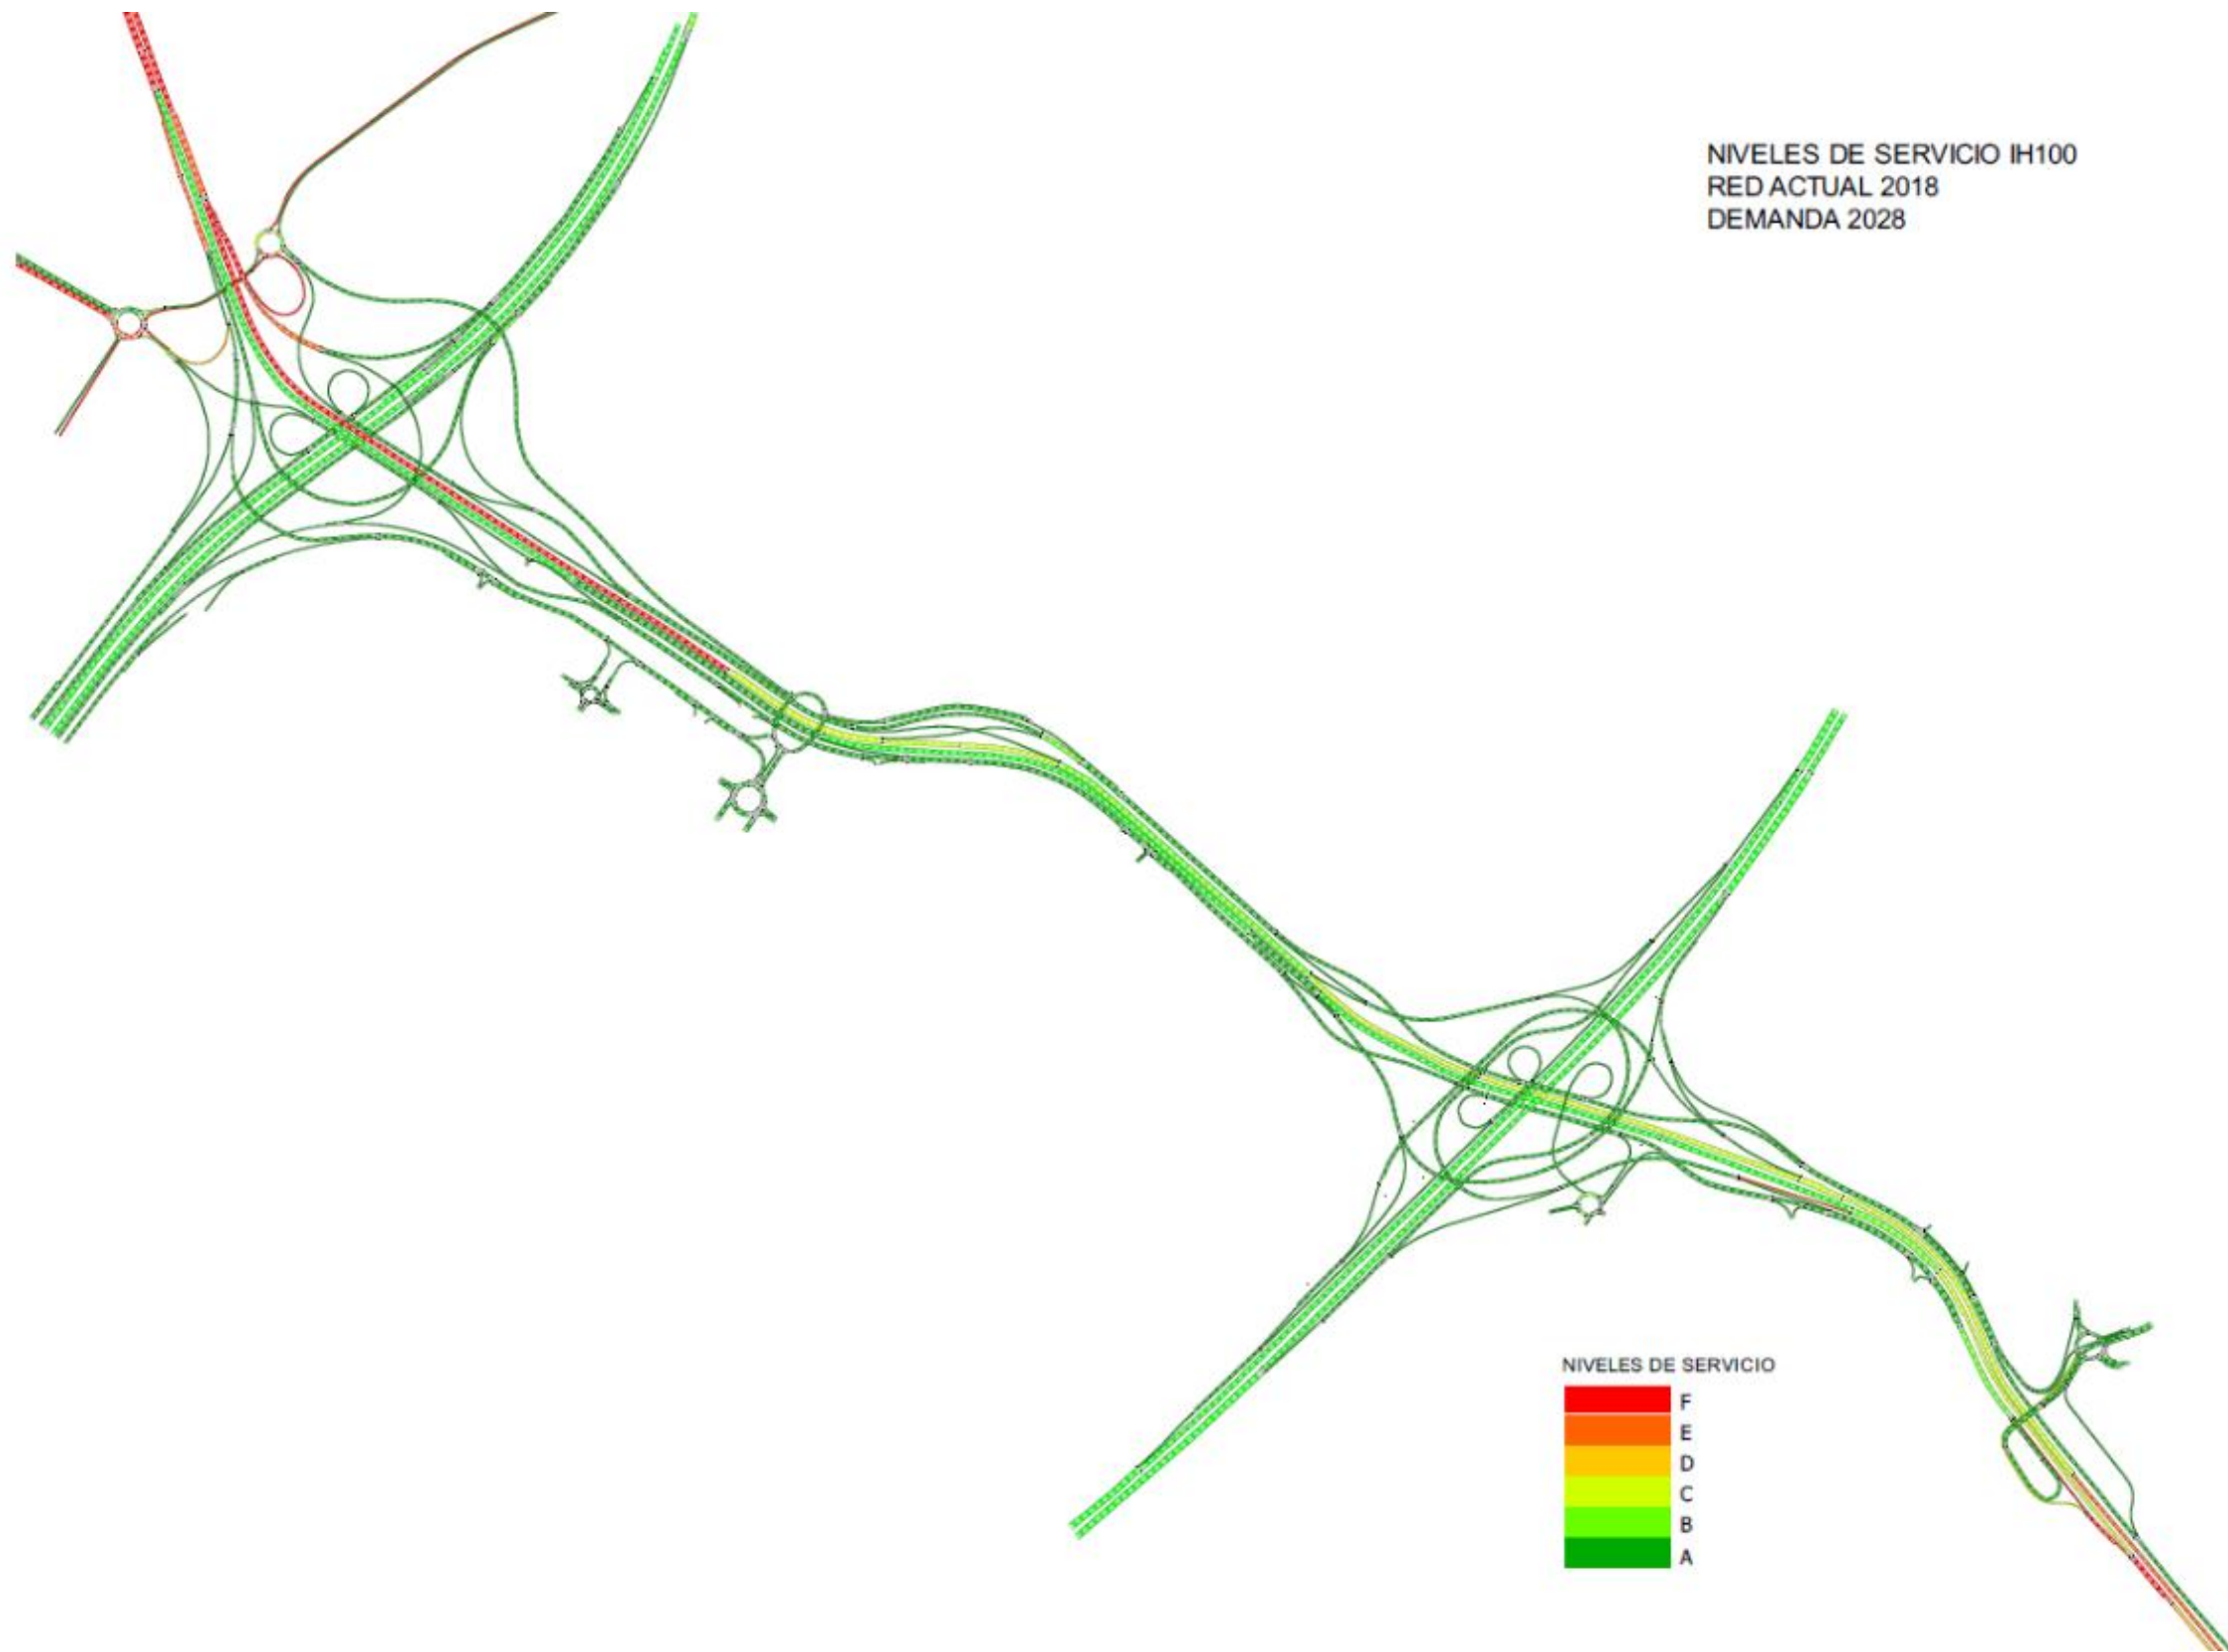 NIVELES DE SERVICIO IH100
RED ACTUAL 2018
DEMANDA 2028
NIVELES DE SERVICIO
F
E
D
C
B
A